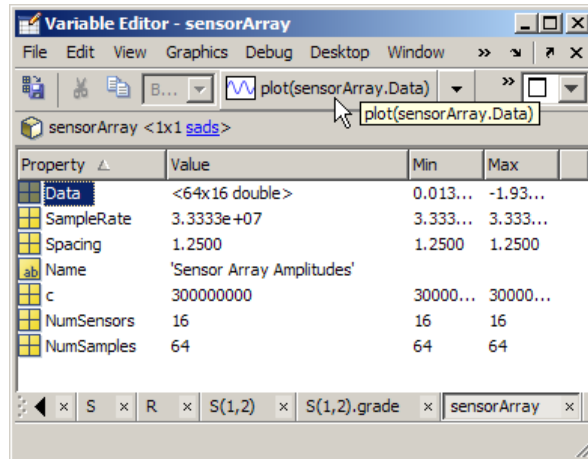 Variable Editor - sensorArray
File Edit View Graphics Debug Desktop Window »
B... plot(sensorArray.Data) »
plot(sensorArray.Data)
sensorArray <1x1 sads>
Property Value Min Max
Data <64x16 double> 0.013... -1.93...
SampleRate 3.3333e+07 3.333... 3.333...
Spacing 1.2500 1.2500 1.2500
ab Name 'Sensor Array Amplitudes'
c 300000000 30000... 30000...
NumSensors 16 16 16
NumSamples 64 64 64
S R S(1,2) S(1,2).grade sensorArray